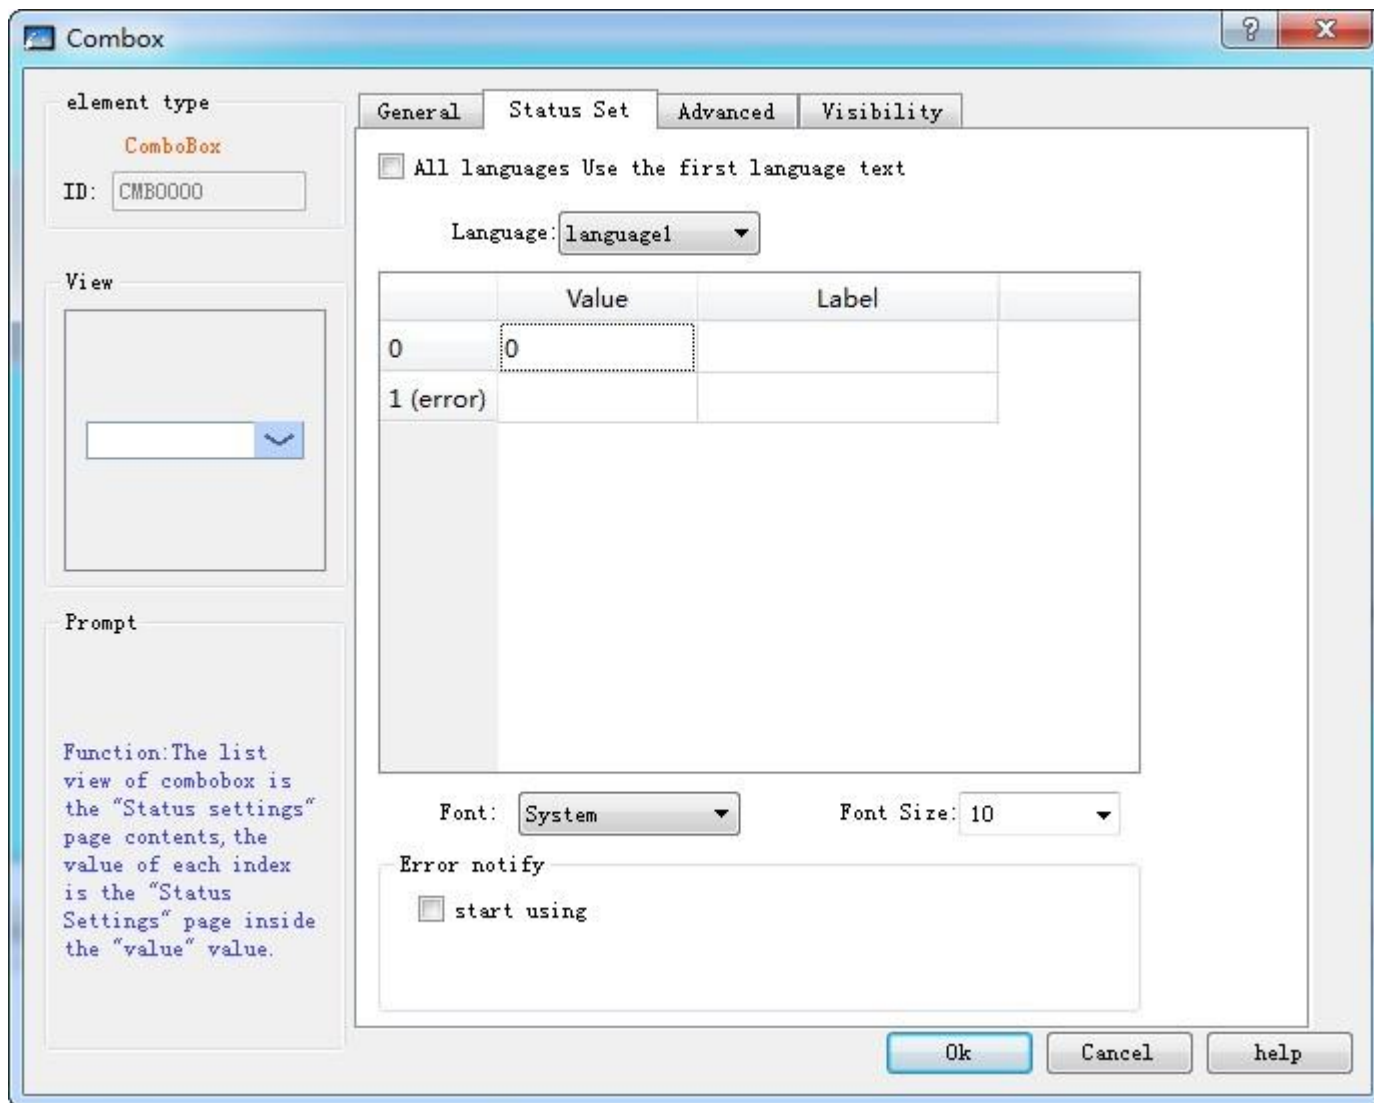 Combox
element type
ComboBox
ID: CMB0000
View
Prompt
Function:The list
view of combobox is
the "Status settings"
page contents, the
value of each index
is the "Status
Settings" page inside
the "value" value.
General Status Set Advanced Visibility
All languages Use the first language text
Language: language1
Value Label
0 0
1 (error)
Font: System Font Size: 10
Error notify
start using
Ok Cancel help